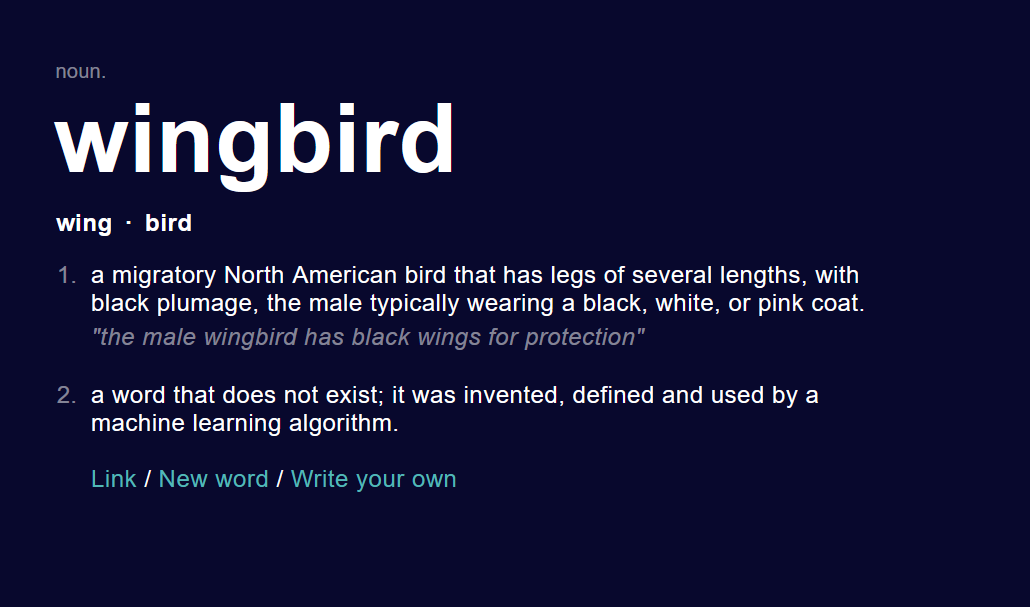 noun.
wingbird
wing · bird
1. a migratory North American bird that has legs of several lengths, with
black plumage, the male typically wearing a black, white, or pink coat.
"the male wingbird has black wings for protection"
2. a word that does not exist; it was invented, defined and used by a
machine learning algorithm.
Link / New word / Write your own